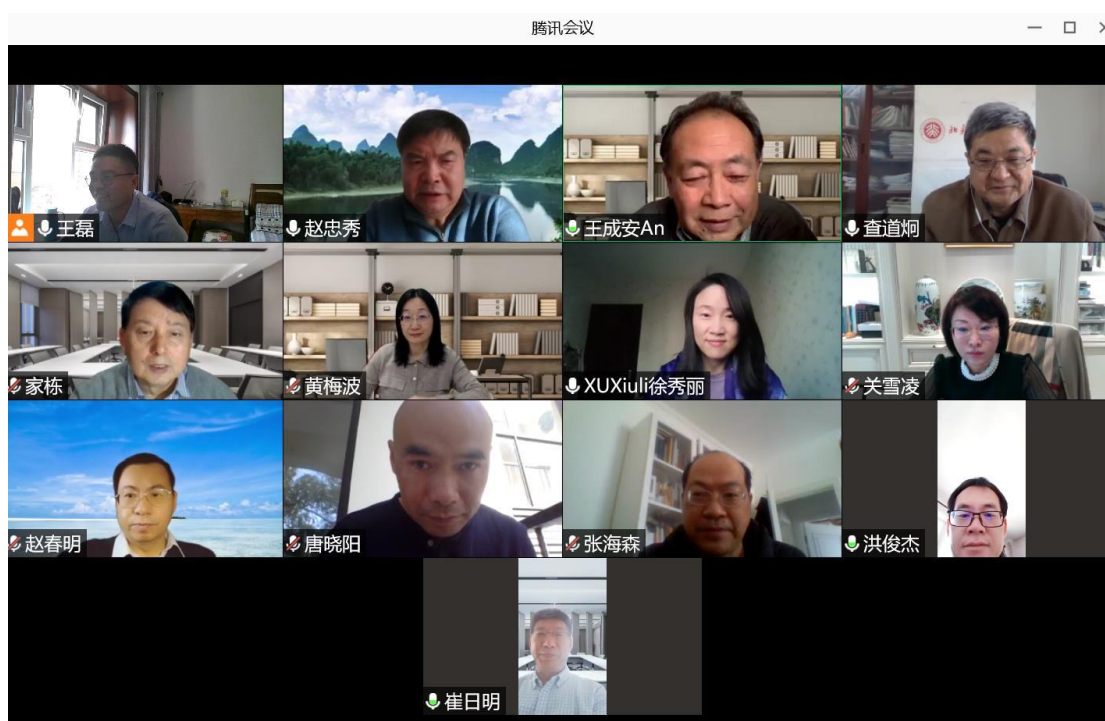 腾讯会议
王磊
赵忠秀
王成安An
查道炯
家栋
黄梅波
XUXiuli徐秀丽
关雪凌
赵春明
唐晓阳
张海森
洪俊杰
崔日明